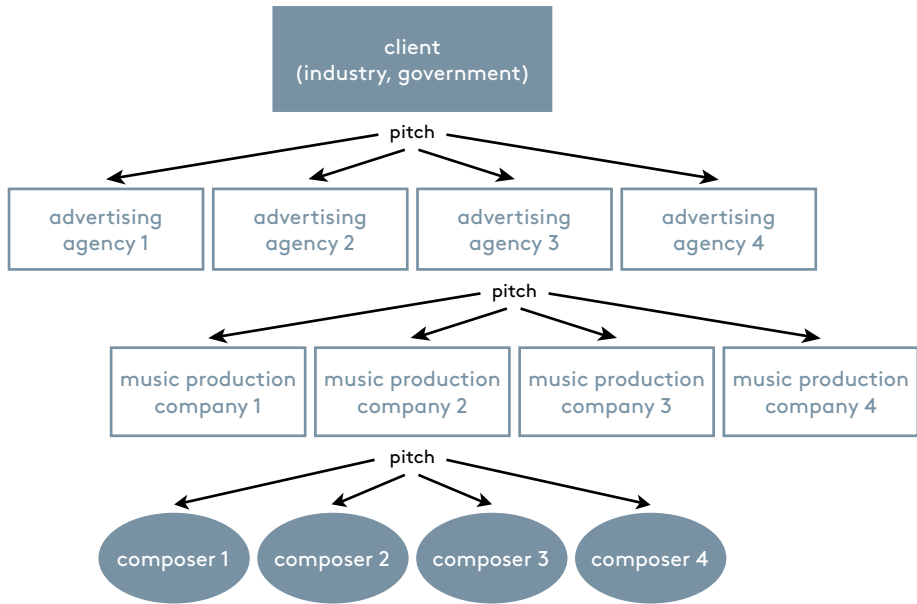 client
(industry, government)
pitch
advertising
agency 1
advertising
agency 2
advertising
agency 3
advertising
agency 4
pitch
music production
company 1
music production
company 2
music production
company 3
music production
company 4
pitch
composer 1
composer 2
composer 3
composer 4